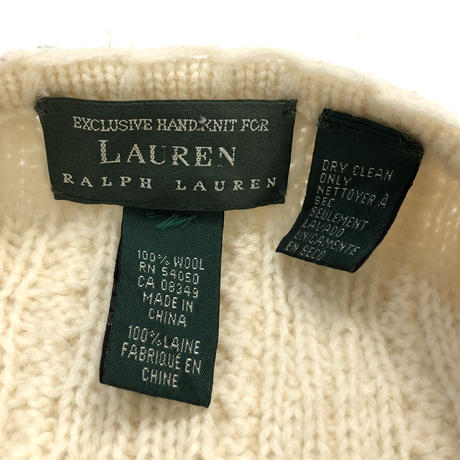 EXCLUSIVE HAND KNIT FOR
LAUREN
RALPH LAUREN
100% WOOL
RN 54050
CA 08349
MADE IN
CHINA
100% LAINE
FABRIQUÉ EN
CHINE
DRY CLEAN
ONLY
NETTOYER À
SEC
SEULEMENT
LAVADO
UNICAMENTE
EN SECO